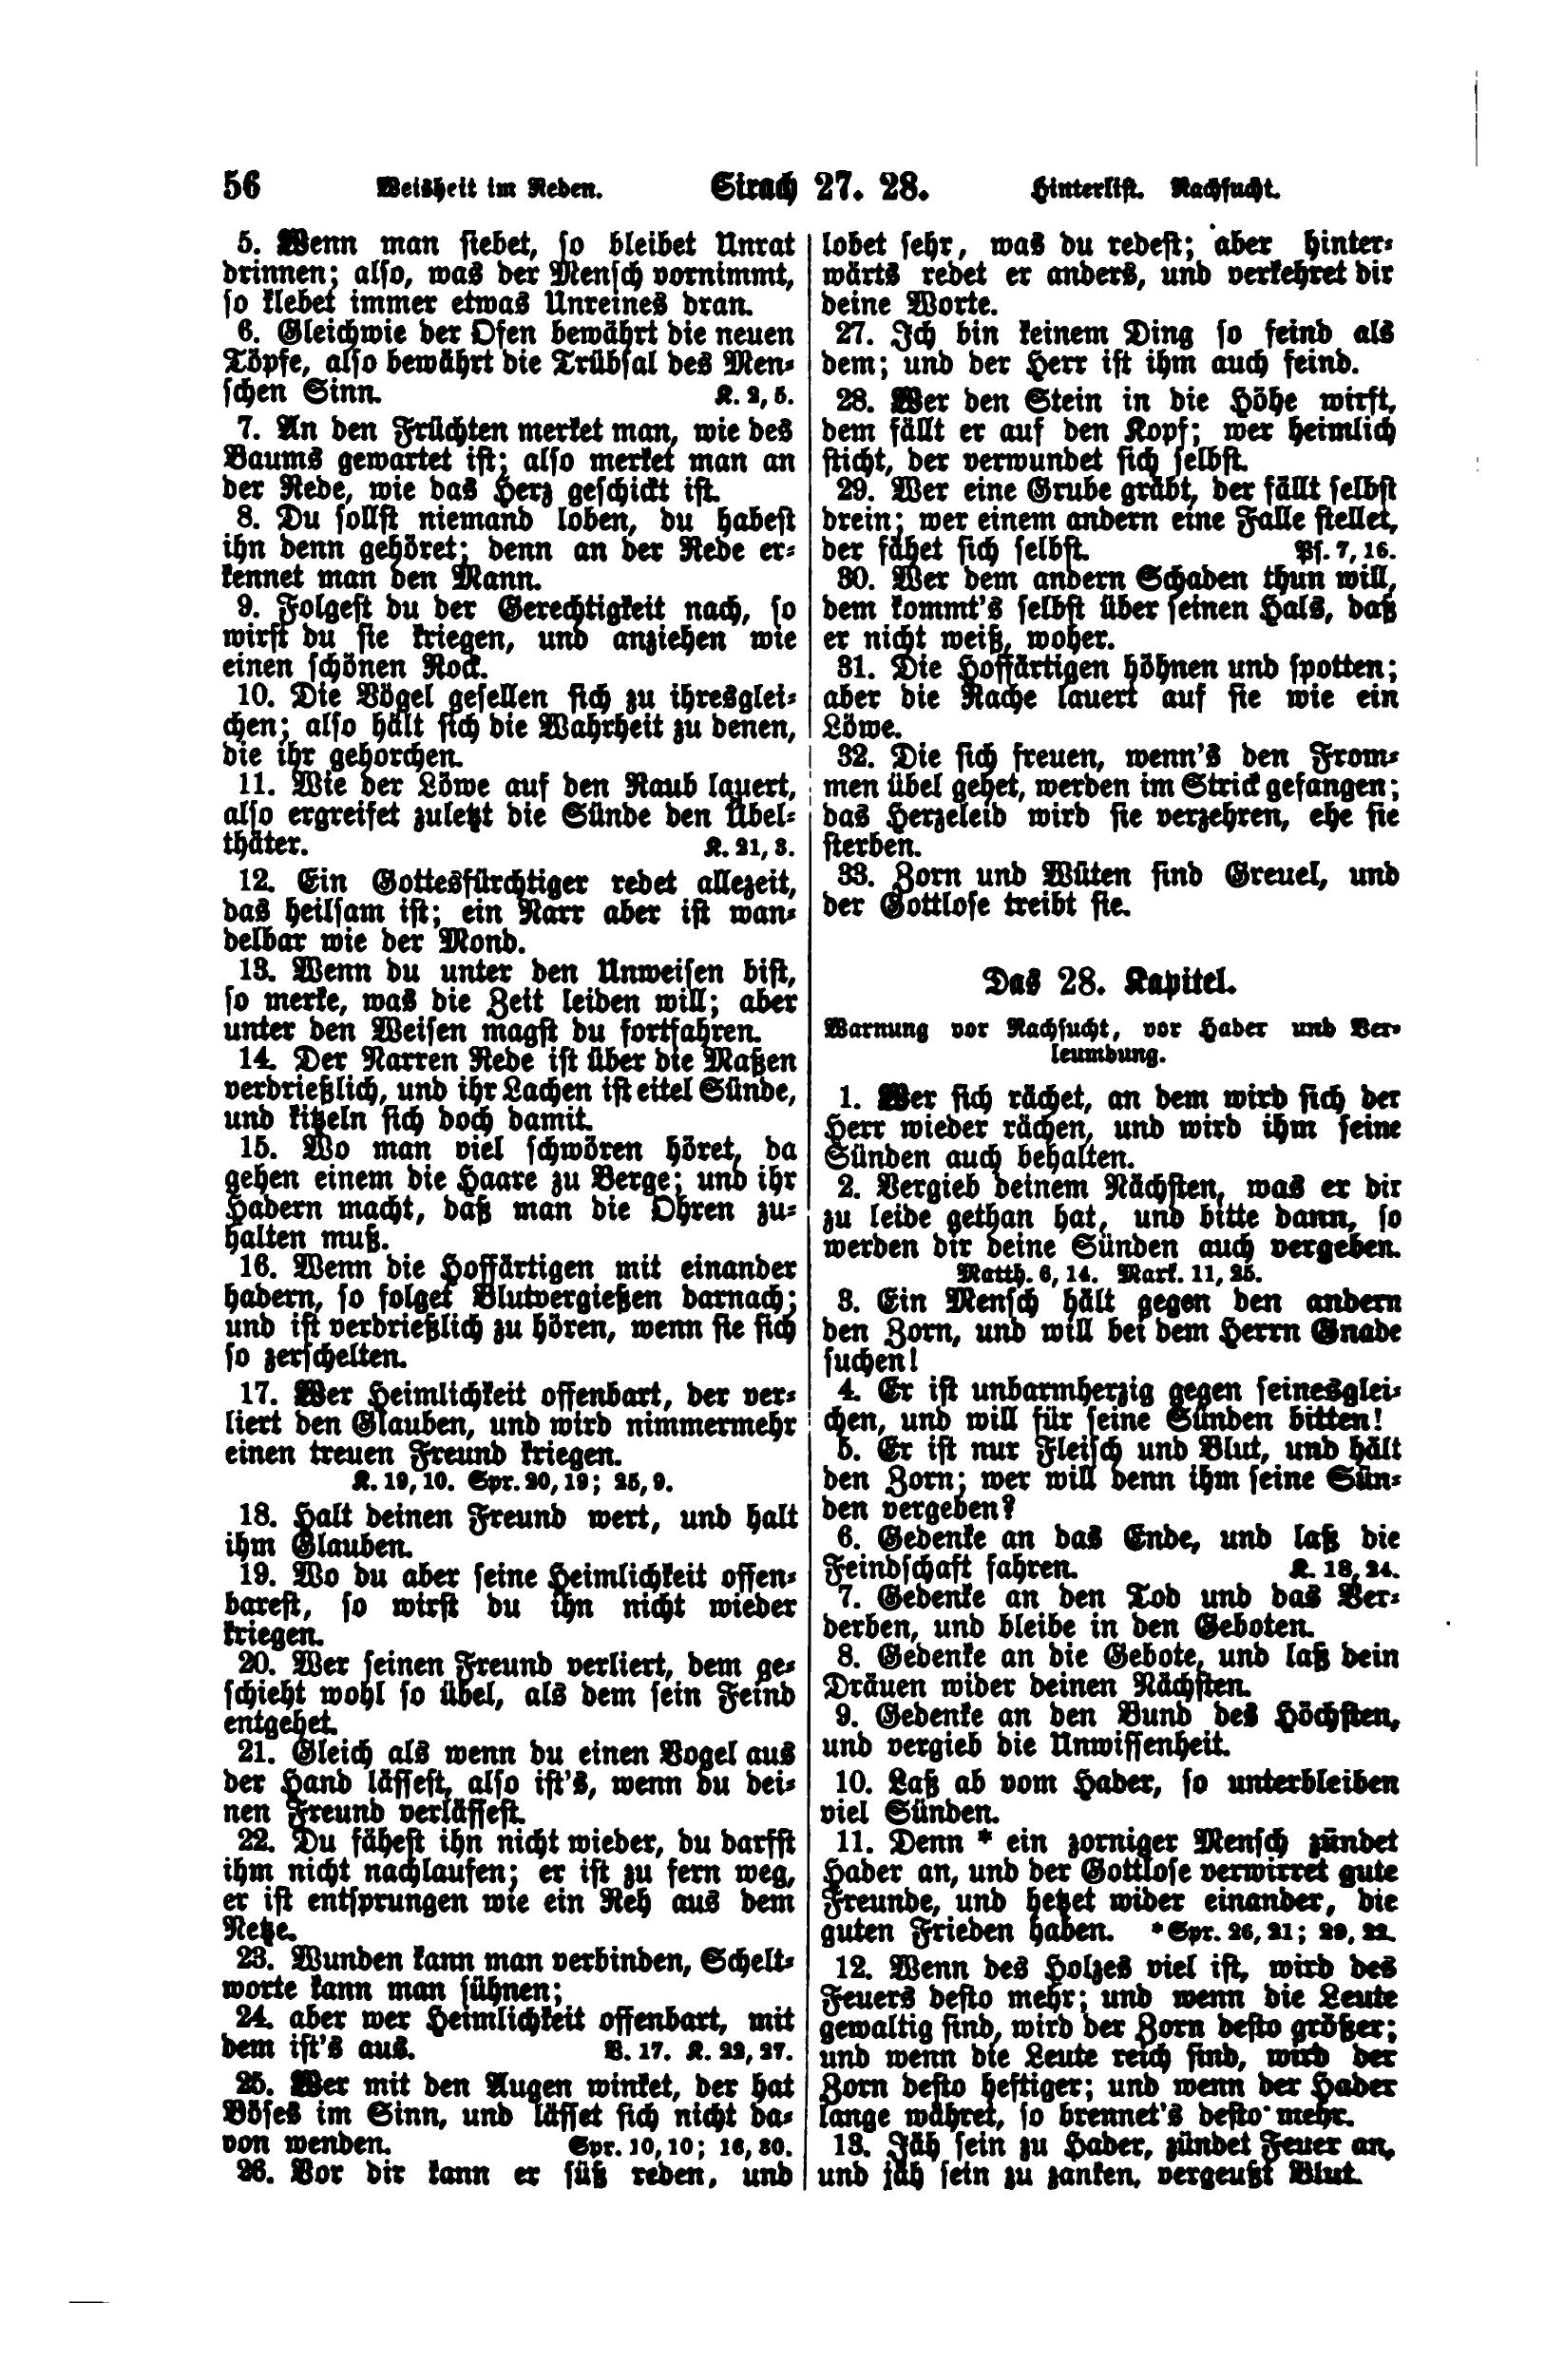 56 Weisheit im Reden. Sirach 27. 28. Hinterlist. Rachsucht.
5. Wenn man siebet, so bleibet Unrat
drinnen; also, was der Mensch vornimmt,
so klebet immer etwas Unreines dran.
6. Gleichwie der Ofen bewährt die neuen
Töpfe, also bewährt die Trübsal des Men-
schen Sinn. K. 2, 5.
7. An den Früchten merket man, wie des
Baums gewartet ist; also merket man an
der Rede, wie das Herz geschickt ist.
8. Du sollst niemand loben, du habest
ihn denn gehöret; denn an der Rede er-
kennet man den Mann.
9. Folgest du der Gerechtigkeit nach, so
wirst du sie kriegen, und anziehen wie
einen schönen Rock.
10. Die Vögel gesellen sich zu ihresglei-
chen; also hält sich die Wahrheit zu denen,
die ihr gehorchen.
11. Wie der Löwe auf den Raub lauert,
also ergreifet zuletzt die Sünde den Übel-
thäter. K. 21, 3.
12. Ein Gottesfürchtiger redet allezeit,
das heilsam ist; ein Narr aber ist wan-
delbar wie der Mond.
13. Wenn du unter den Unweisen bist,
so merke, was die Zeit leiden will; aber
unter den Weisen magst du fortfahren.
14. Der Narren Rede ist über die Maßen
verdrießlich, und ihr Lachen ist eitel Sünde,
und kitzeln sich doch damit.
15. Wo man viel schwören höret, da
gehen einem die Haare zu Berge; und ihr
Hadern macht, daß man die Ohren zu-
halten muß.
16. Wenn die Hoffärtigen mit einander
hadern, so folget Blutvergießen darnach;
und ist verdrießlich zu hören, wenn sie sich
so zerschelten.
17. Wer Heimlichkeit offenbart, der ver-
liert den Glauben, und wird nimmermehr
einen treuen Freund kriegen.
K. 19, 10. Spr. 20, 19; 25, 9.
18. Halt deinen Freund wert, und halt
ihm Glauben.
19. Wo du aber seine Heimlichkeit offen-
barest, so wirst du ihn nicht wieder
kriegen.
20. Wer seinen Freund verliert, dem ge-
schieht wohl so übel, als dem sein Feind
entgehet.
21. Gleich als wenn du einen Vogel aus
der Hand lässest, also ist's, wenn du dei-
nen Freund verlässest.
22. Du fähest ihn nicht wieder, du darfst
ihm nicht nachlaufen; er ist zu fern weg,
er ist entsprungen wie ein Reh aus dem
Netze.
23. Wunden kann man verbinden, Schelt-
worte kann man sühnen;
24. aber wer Heimlichkeit offenbart, mit
dem ist's aus. V. 17. K. 22, 27.
25. Wer mit den Augen winket, der hat
Böses im Sinn, und lässet sich nicht da-
von wenden. Spr. 10, 10; 16, 30.
26. Vor dir kann er süß reden, und
lobet sehr, was du redest; aber hinter-
wärts redet er anders, und verkehret dir
deine Worte.
27. Ich bin keinem Ding so feind als
dem; und der Herr ist ihm auch feind.
28. Wer den Stein in die Höhe wirft,
dem fällt er auf den Kopf; wer heimlich
sticht, der verwundet sich selbst.
29. Wer eine Grube gräbt, der fällt selbst
drein; wer einem andern eine Falle stellet,
der fähet sich selbst. Ps. 7, 16.
30. Wer dem andern Schaden thun will,
dem kommt's selbst über seinen Hals, daß
er nicht weiß, woher.
31. Die Hoffärtigen höhnen und spotten;
aber die Rache lauert auf sie wie ein
Löwe.
32. Die sich freuen, wenn's den From-
men übel gehet, werden im Strick gefangen;
das Herzeleid wird sie verzehren, ehe sie
sterben.
33. Zorn und Wüten sind Greuel, und
der Gottlose treibt sie.
Das 28. Kapitel.
Warnung vor Rachsucht, vor Hader und Ver-
leumdung.
1. Wer sich rächet, an dem wird sich der
Herr wieder rächen, und wird ihm seine
Sünden auch behalten.
2. Vergieb deinem Nächsten, was er dir
zu leide gethan hat, und bitte dann, so
werden dir deine Sünden auch vergeben.
Matth. 6, 14. Mark. 11, 25.
3. Ein Mensch hält gegen den andern
den Zorn, und will bei dem Herrn Gnade
suchen!
4. Er ist unbarmherzig gegen seinesglei-
chen, und will für seine Sünden bitten!
5. Er ist nur Fleisch und Blut, und hält
den Zorn; wer will denn ihm seine Sün-
den vergeben?
6. Gedenke an das Ende, und laß die
Feindschaft fahren. K. 18, 24.
7. Gedenke an den Tod und das Ver-
derben, und bleibe in den Geboten.
8. Gedenke an die Gebote, und laß dein
Dräuen wider deinen Nächsten.
9. Gedenke an den Bund des Höchsten,
und vergieb die Unwissenheit.
10. Laß ab vom Hader, so unterbleiben
viel Sünden.
11. Denn * ein zorniger Mensch zündet
Hader an, und der Gottlose verwirret gute
Freunde, und hetzet wider einander, die
guten Frieden haben. * Spr. 26, 21; 29, 22.
12. Wenn des Holzes viel ist, wird des
Feuers desto mehr; und wenn die Leute
gewaltig sind, wird der Zorn desto größer;
und wenn die Leute reich sind, wird der
Zorn desto heftiger; und wenn der Hader
lange währet, so brennet's desto mehr.
13. Jäh sein zu Hader, zündet Feuer an,
und jäh sein zu zanken, vergeußt Blut.